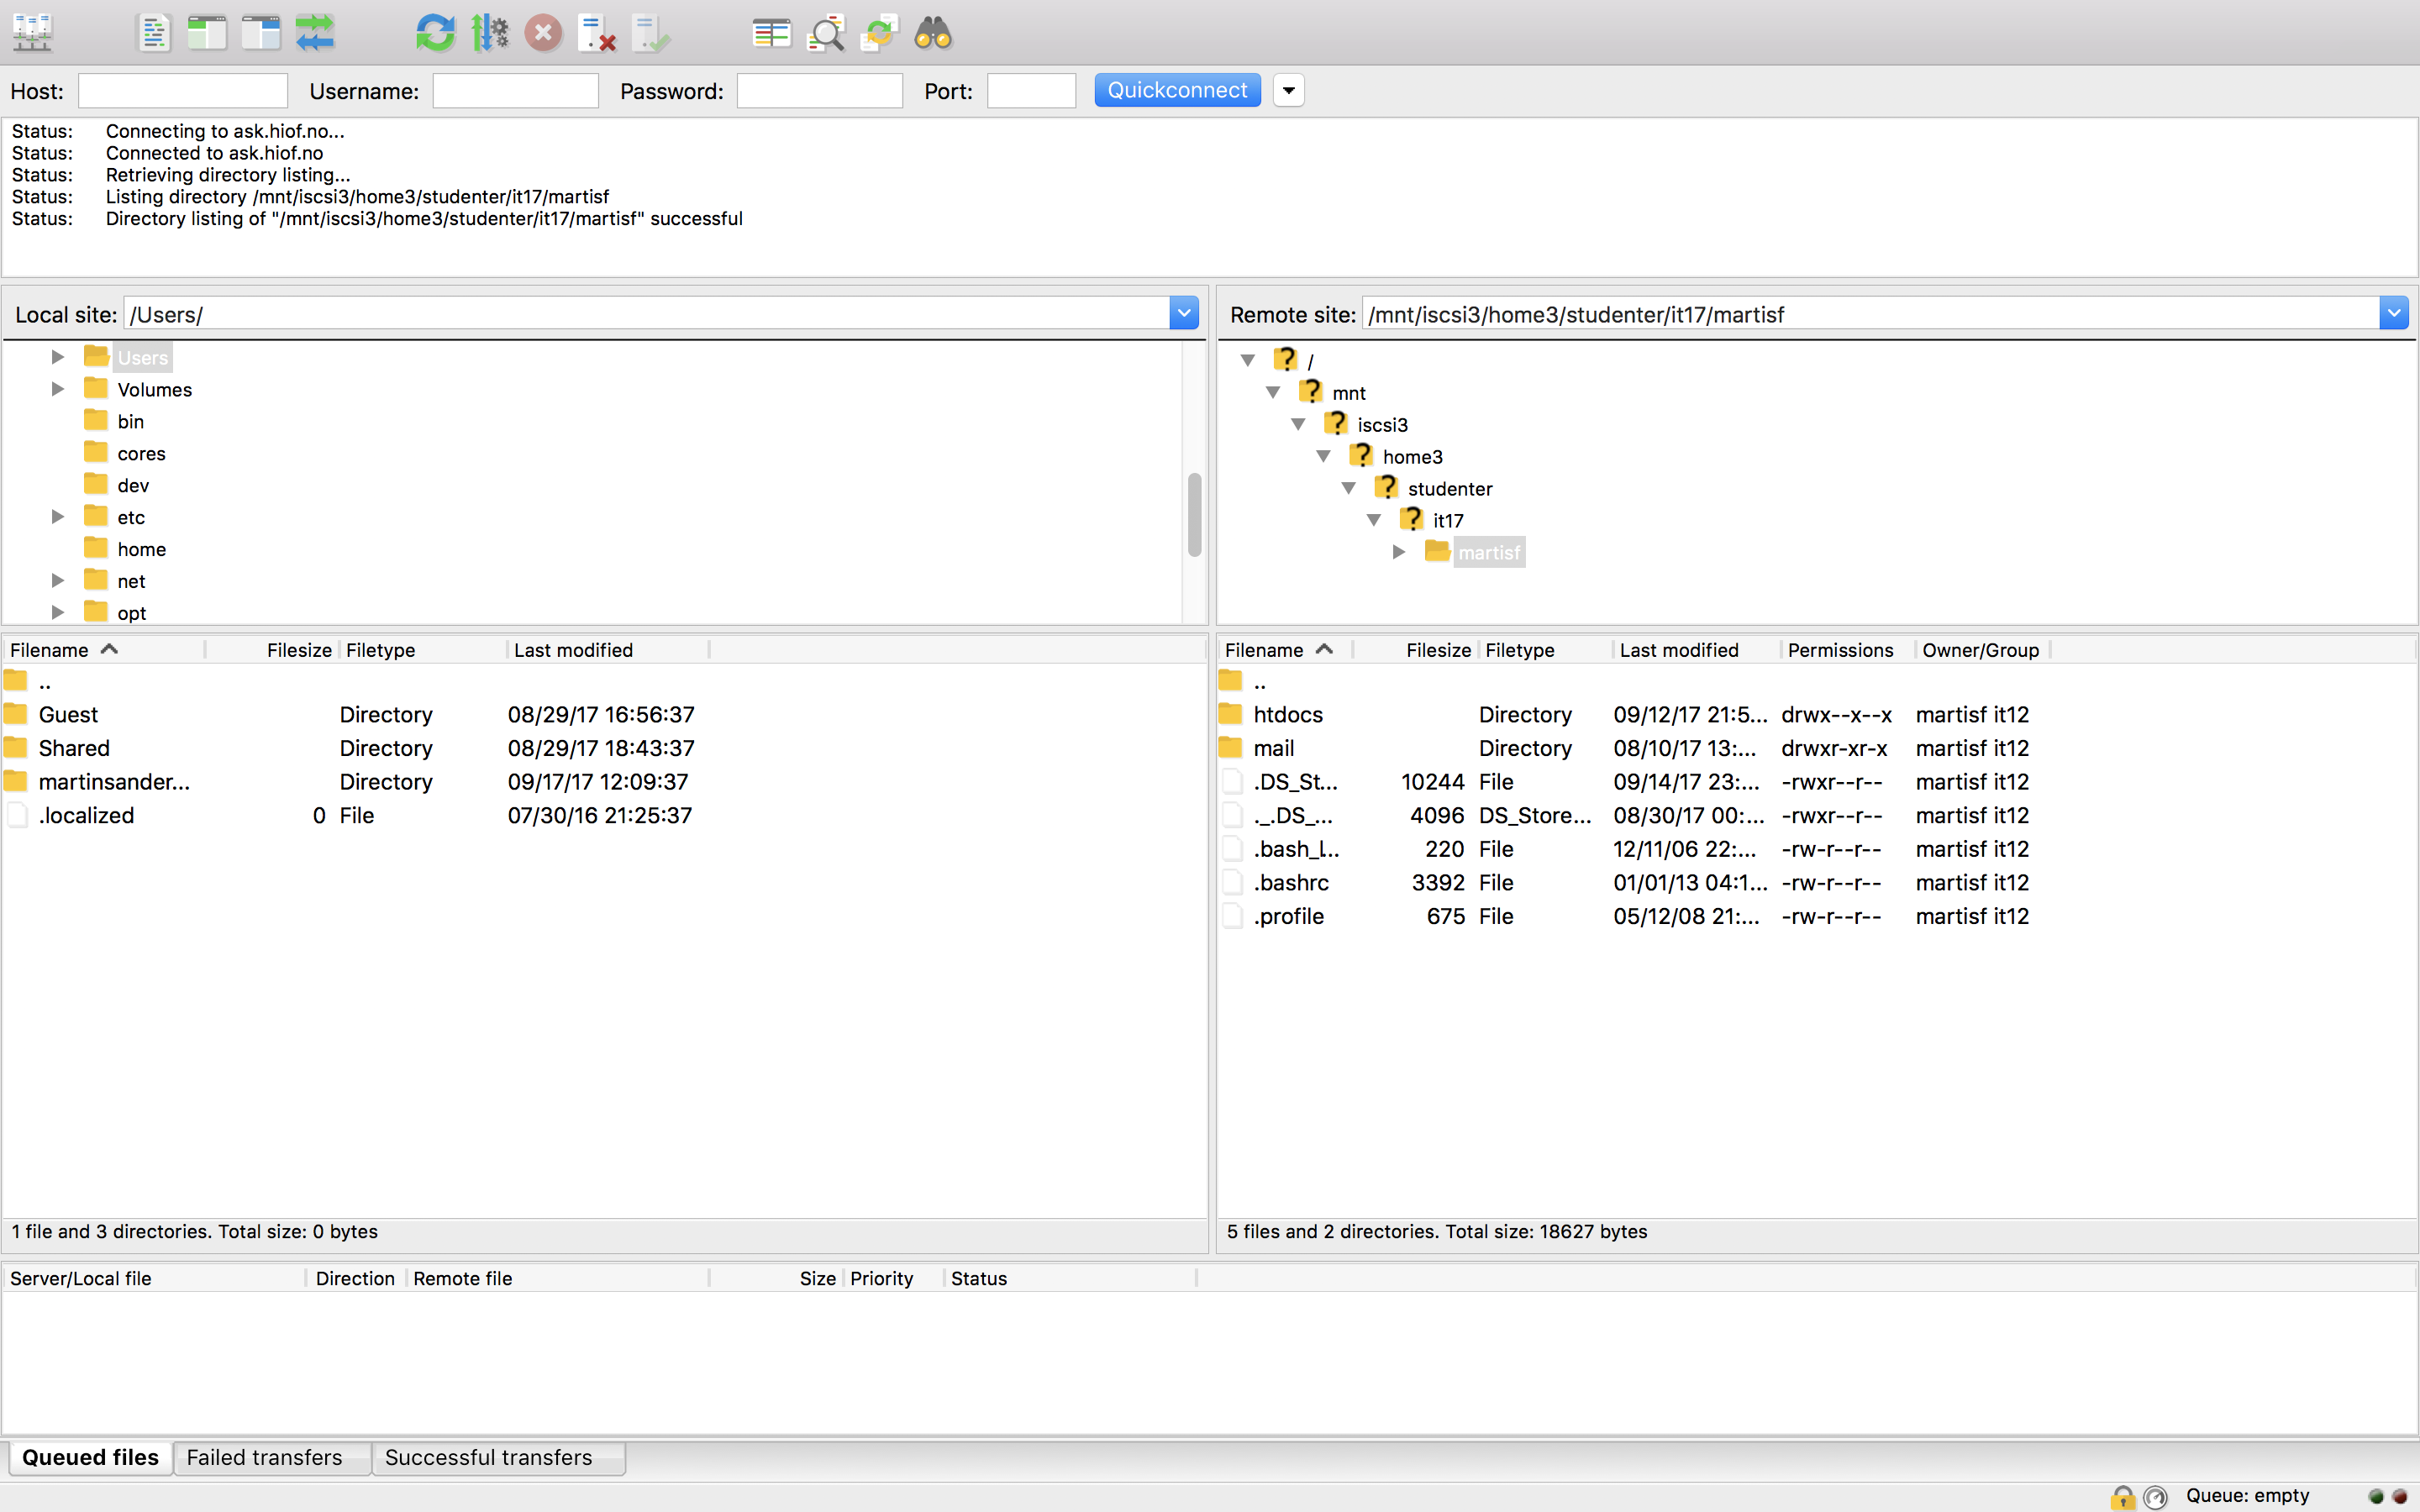 Host: Username: Password: Port: Quickconnect
Status: Connecting to ask.hiof.no...
Status: Connected to ask.hiof.no
Status: Retrieving directory listing...
Status: Listing directory /mnt/iscsi3/home3/studenter/it17/martisf
Status: Directory listing of "/mnt/iscsi3/home3/studenter/it17/martisf" successful
Local site: /Users/
Users
Volumes
bin
cores
dev
etc
home
net
opt
Remote site: /mnt/iscsi3/home3/studenter/it17/martisf
/
mnt
iscsi3
home3
studenter
it17
martisf
Filename Filesize Filetype Last modified
..
Guest Directory 08/29/17 16:56:37
Shared Directory 08/29/17 18:43:37
martinsander... Directory 09/17/17 12:09:37
.localized 0 File 07/30/16 21:25:37
1 file and 3 directories. Total size: 0 bytes
Filename Filesize Filetype Last modified Permissions Owner/Group
..
htdocs Directory 09/12/17 21:5... drwx--x--x martisf it12
mail Directory 08/10/17 13:... drwxr-xr-x martisf it12
.DS_St... 10244 File 09/14/17 23:... -rwxr--r-- martisf it12
._.DS_... 4096 DS_Store... 08/30/17 00:... -rwxr--r-- martisf it12
.bash_l... 220 File 12/11/06 22:... -rw-r--r-- martisf it12
.bashrc 3392 File 01/01/13 04:1... -rw-r--r-- martisf it12
.profile 675 File 05/12/08 21:... -rw-r--r-- martisf it12
5 files and 2 directories. Total size: 18627 bytes
Server/Local file Direction Remote file Size Priority Status
Queued files Failed transfers Successful transfers
Queue: empty